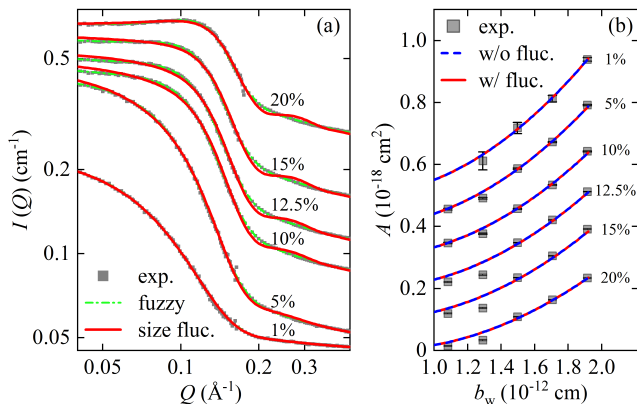 (a)
20%
15%
12.5%
10%
5%
1%
exp.
fuzzy
size fluc.
0.5
0.2
0.1
0.05
I (Q) (cm⁻¹)
0.05 0.1 0.2 0.3
Q (Å⁻¹)
(b)
exp.
w/o fluc.
w/ fluc.
1%
5%
10%
12.5%
15%
20%
1.0
0.8
0.6
0.4
0.2
0
A (10⁻¹⁸ cm²)
1.0 1.2 1.4 1.6 1.8 2.0
b_w (10⁻¹² cm)